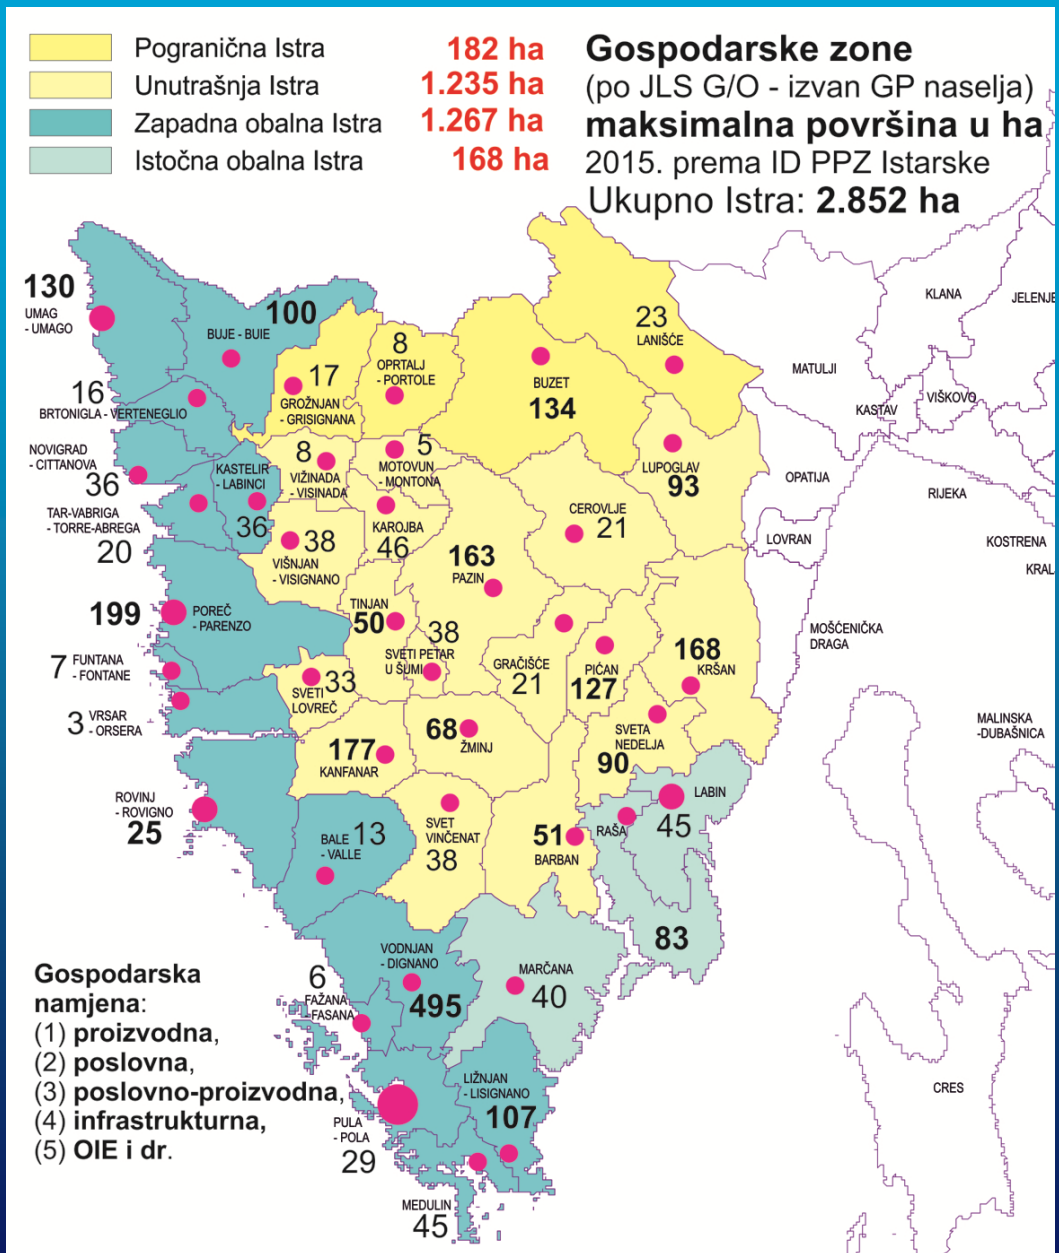 Pogranična Istra 182 ha
Unutrašnja Istra 1.235 ha
Zapadna obalna Istra 1.267 ha
Istočna obalna Istra 168 ha
Gospodarske zone
(po JLS G/O - izvan GP naselja)
maksimalna površina u ha
2015. prema ID PPZ Istarske
Ukupno Istra: 2.852 ha
130
UMAG
- UMAGO
100
BUJE - BUIE
16
BRTONIGLA - VERTENEGLIO
17
GROŽNJAN
- GRISIGNANA
8
OPRTALJ
- PORTOLE
BUZET
134
23
LANIŠĆE
KLANA
JELENJE
MATULJI
KASTAV
VIŠKOVO
NOVIGRAD
- CITTANOVA
36
KASTELIR
- LABINCI
36
8
VIŽINADA
- VISINADA
5
MOTOVUN
- MONTONA
LUPOGLAV
93
OPATIJA
RIJEKA
TAR-VABRIGA
- TORRE-ABREGA
20
38
VIŠNJAN
- VISIGNANO
KAROJBA
46
CEROVLJE
21
LOVRAN
KOSTRENA
KRAL
163
PAZIN
199
POREČ
- PARENZO
TINJAN
50
38
SVETI PETAR
U ŠUMI
GRAČIŠĆE
21
PIĆAN
127
168
KRŠAN
MOŠĆENIČKA
DRAGA
7 FUNTANA
- FONTANE
3 VRSAR
- ORSERA
33
SVETI
LOVREČ
68
ŽMINJ
SVETA
NEDELJA
90
MALINSKA
-DUBAŠNICA
177
KANFANAR
ROVINJ
- ROVIGNO
25
BALE 13
- VALLE
SVET
VINČENAT
38
51
BARBAN
RAŠA
LABIN
45
83
VODNJAN
- DIGNANO
495
MARČANA
40
6
FAŽANA
- FASANA
Gospodarska
namjena:
(1) proizvodna,
(2) poslovna,
(3) poslovno-proizvodna,
(4) infrastrukturna,
(5) OIE i dr.
LIŽNJAN
- LISIGNANO
107
CRES
PULA
- POLA
29
MEDULIN
45